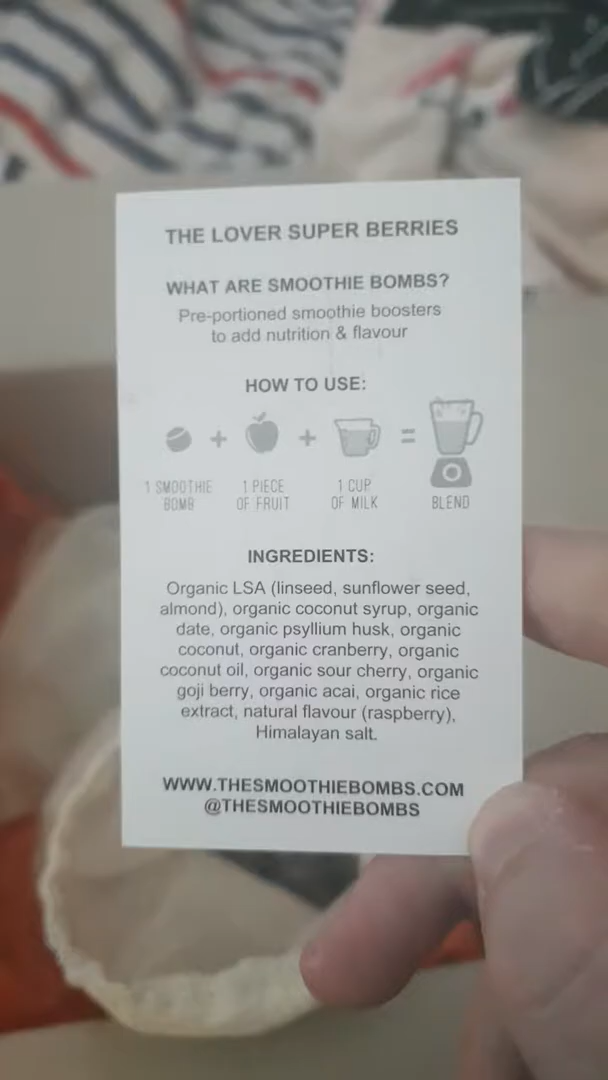 THE LOVER SUPER BERRIES
WHAT ARE SMOOTHIE BOMBS?
Pre-portioned smoothie boosters
to add nutrition & flavour
HOW TO USE:
+ + =
1 SMOOTHIE BOMB
1 PIECE OF FRUIT
1 CUP OF MILK
BLEND
INGREDIENTS:
Organic LSA (linseed, sunflower seed,
almond), organic coconut syrup, organic
date, organic psyllium husk, organic
coconut, organic cranberry, organic
coconut oil, organic sour cherry, organic
goji berry, organic acai, organic rice
extract, natural flavour (raspberry),
Himalayan salt.
WWW.THESMOOTHIEBOMBS.COM
@THESMOOTHIEBOMBS